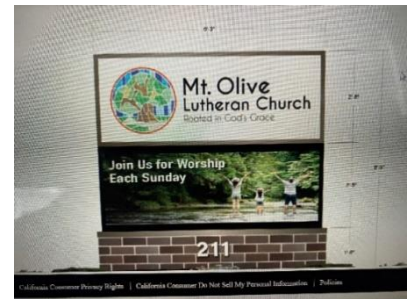 Mt. Olive
Lutheran Church
Rooted in God's Grace
Join Us for Worship
Each Sunday
211
California Consumer Privacy Rights | California Consumer Do Not Sell My Personal Information | Policies